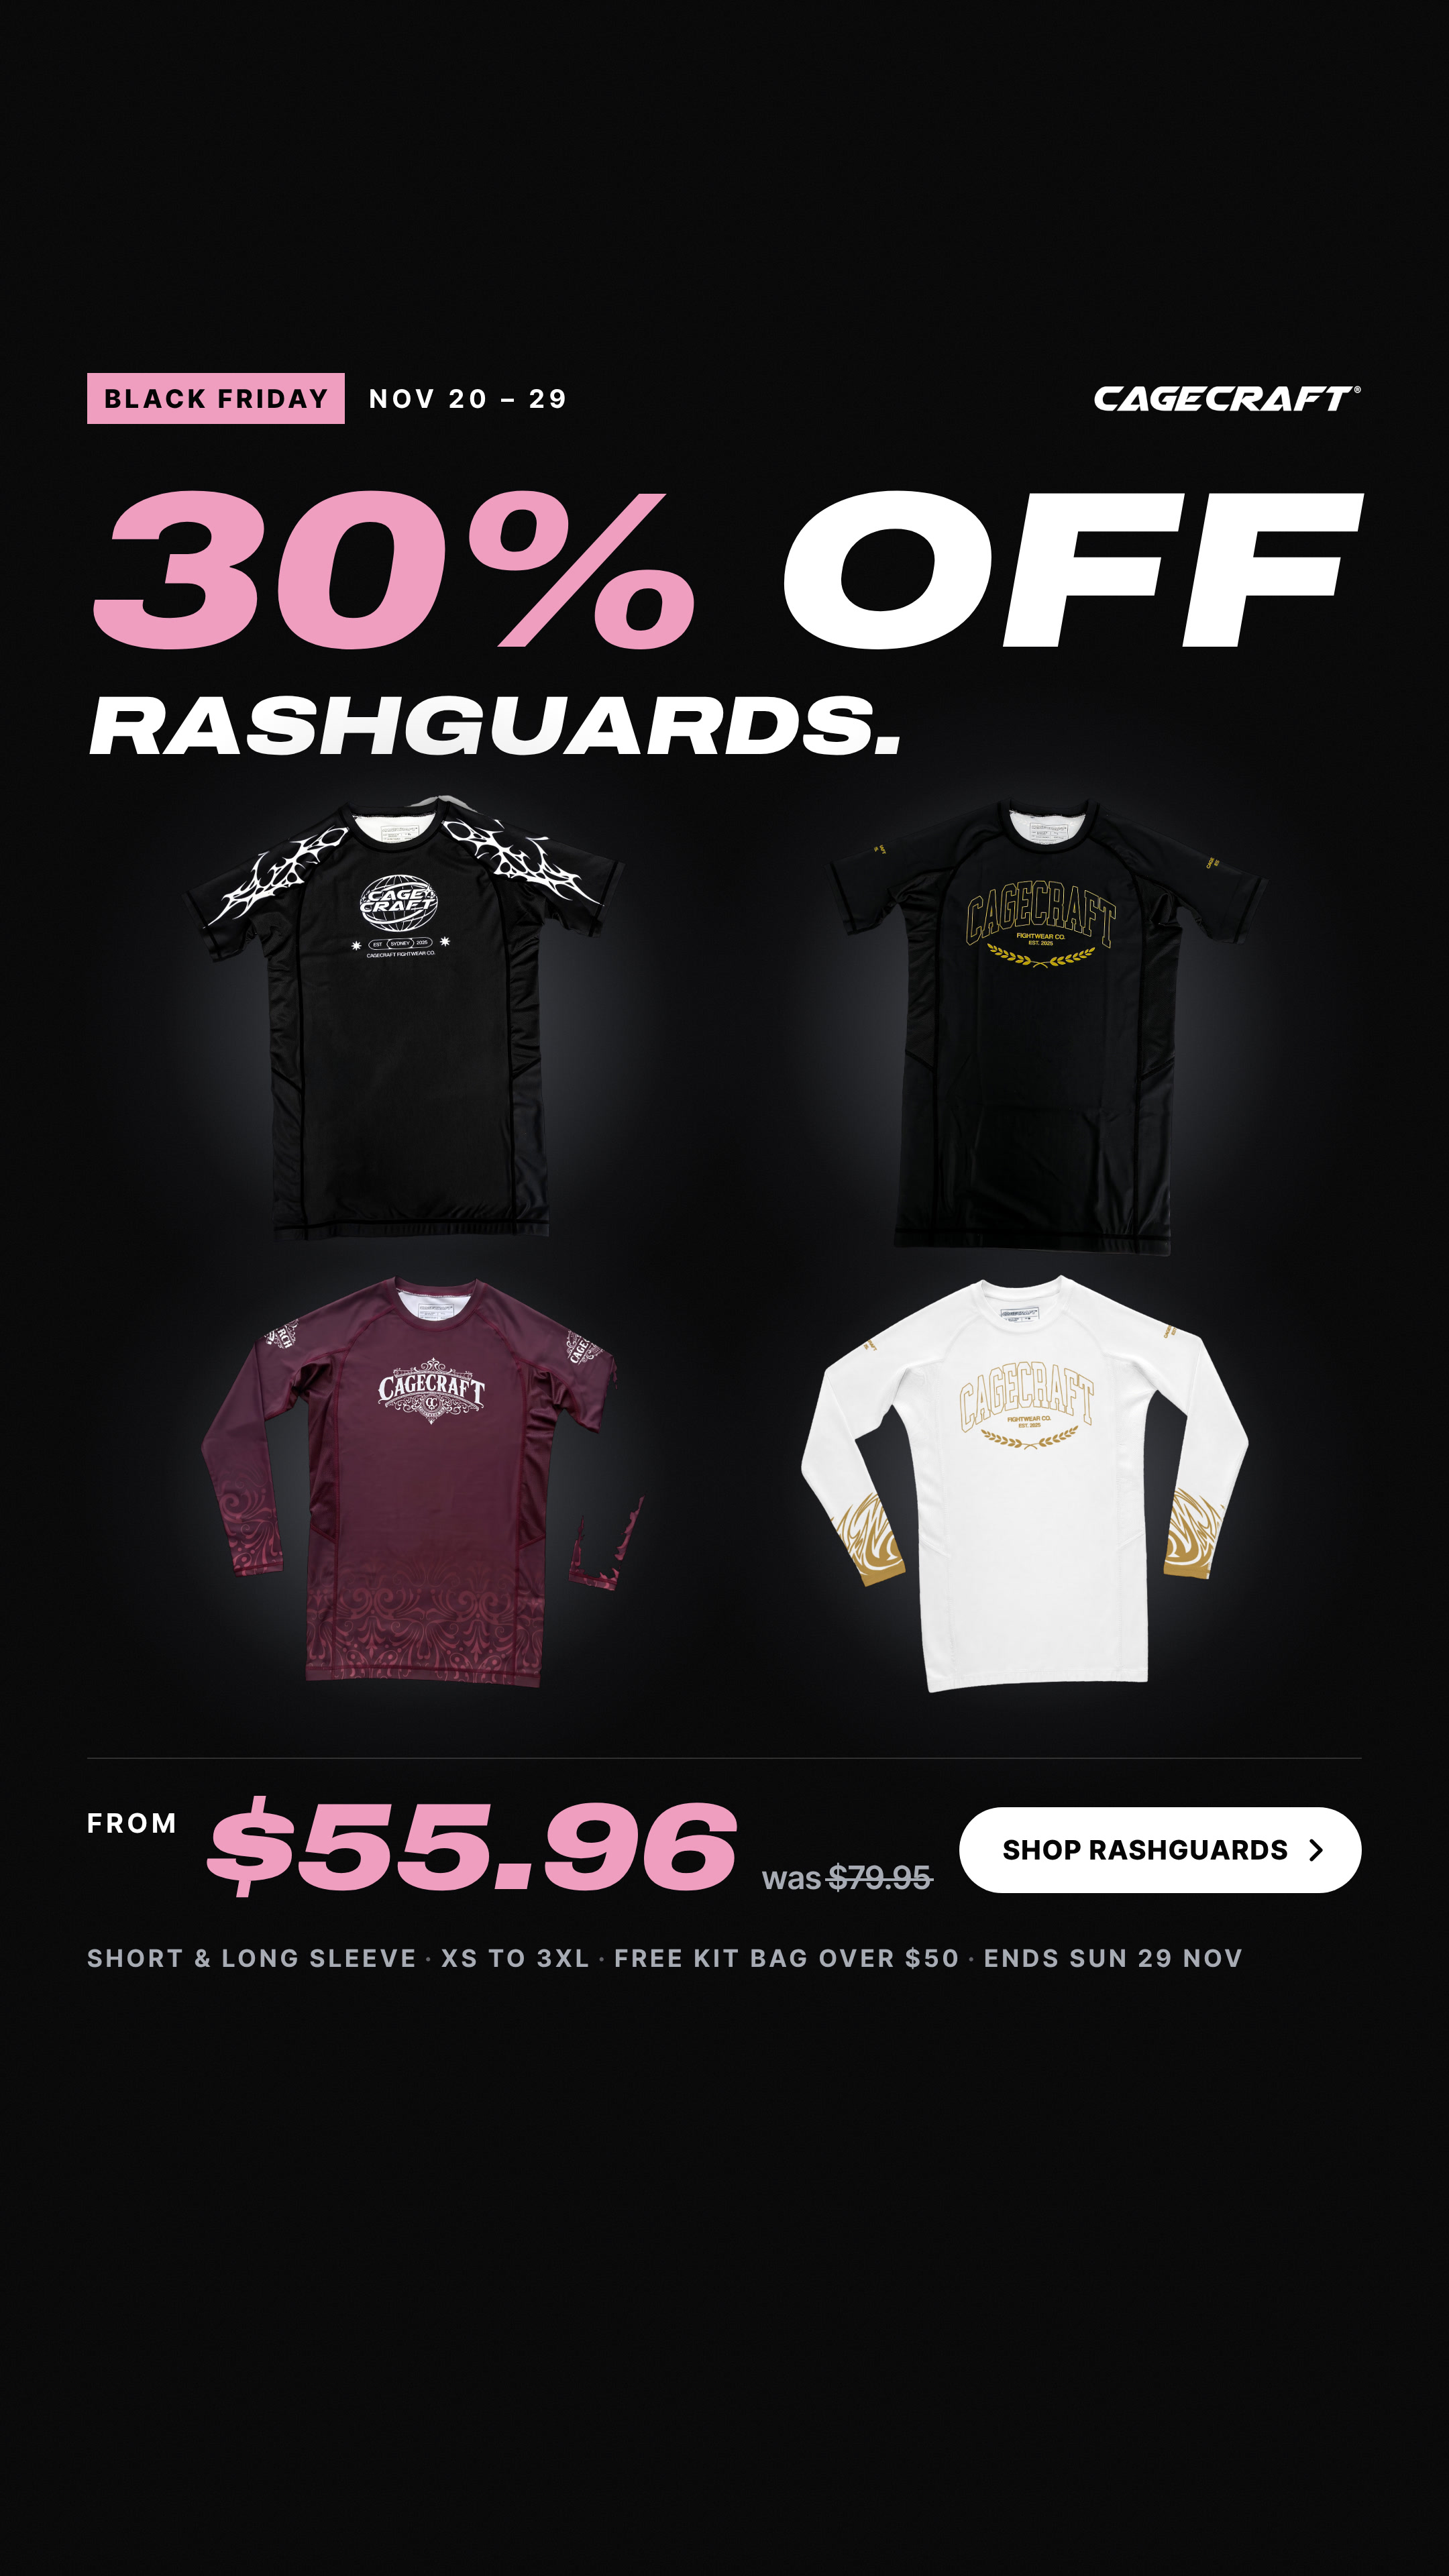 BLACK FRIDAY NOV 20 – 29
CAGECRAFT®
30% OFF
RASHGUARDS.
CAGE
CRAFT
EST SYDNEY 2025
CAGECRAFT FIGHTWEAR CO.
CAGECRAFT
FIGHTWEAR CO.
EST. 2025
CAGECRAFT
CAGECRAFT
FIGHTWEAR CO.
EST. 2025
FROM $55.96 was $79.95
SHOP RASHGUARDS
SHORT & LONG SLEEVE · XS TO 3XL · FREE KIT BAG OVER $50 · ENDS SUN 29 NOV